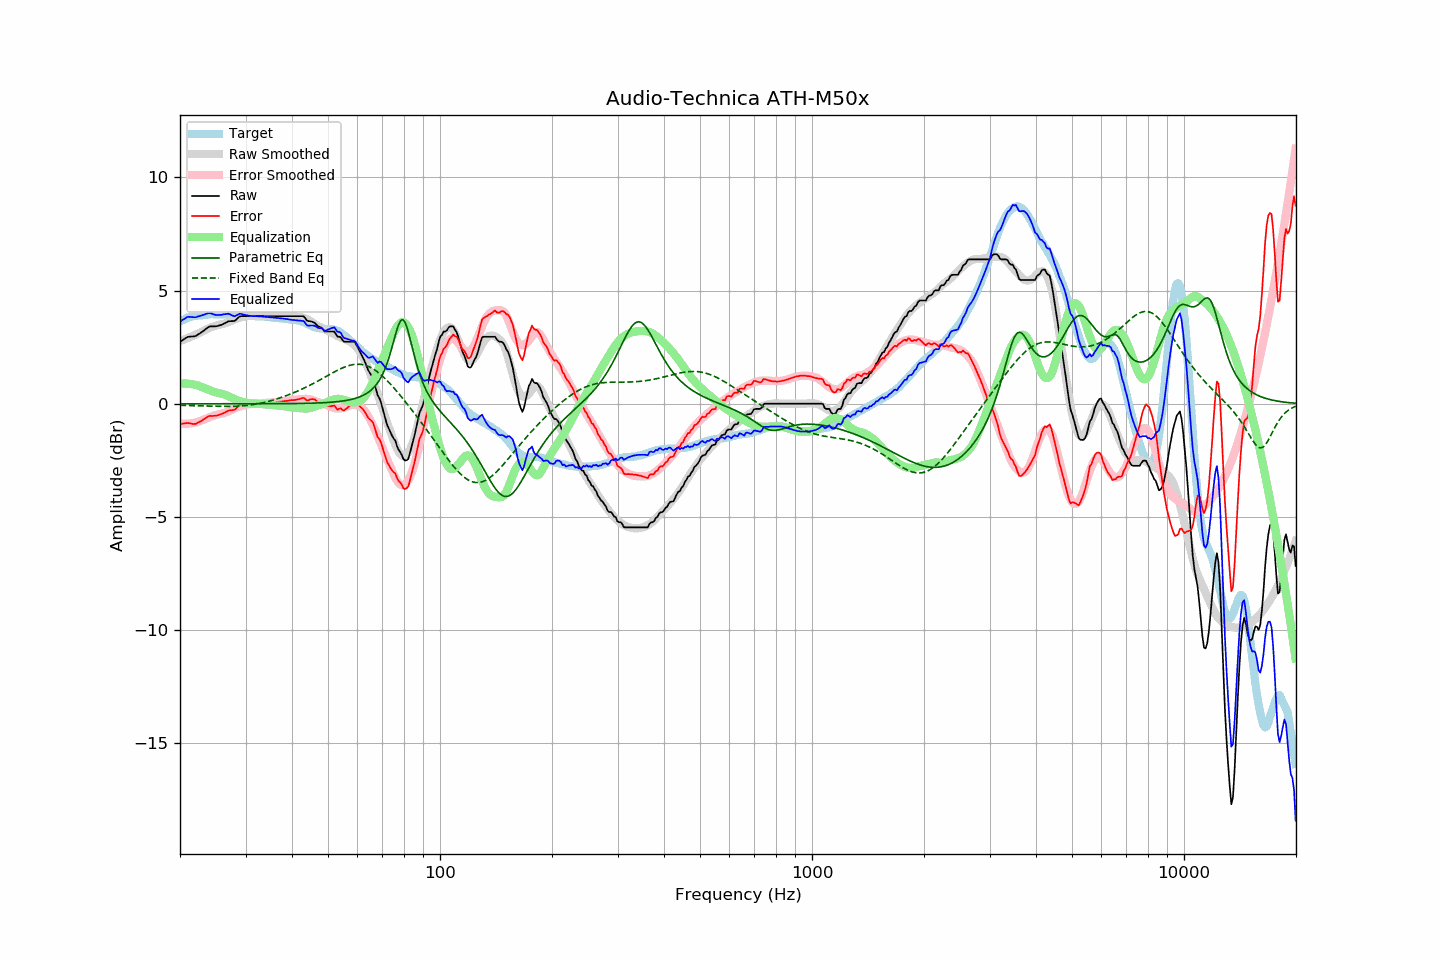 Audio-Technica ATH-M50x
Target
Raw Smoothed
Error Smoothed
Raw
Error
Equalization
Parametric Eq
Fixed Band Eq
Equalized
10
5
0
−5
−10
−15
Amplitude (dBr)
100 1000 10000
Frequency (Hz)